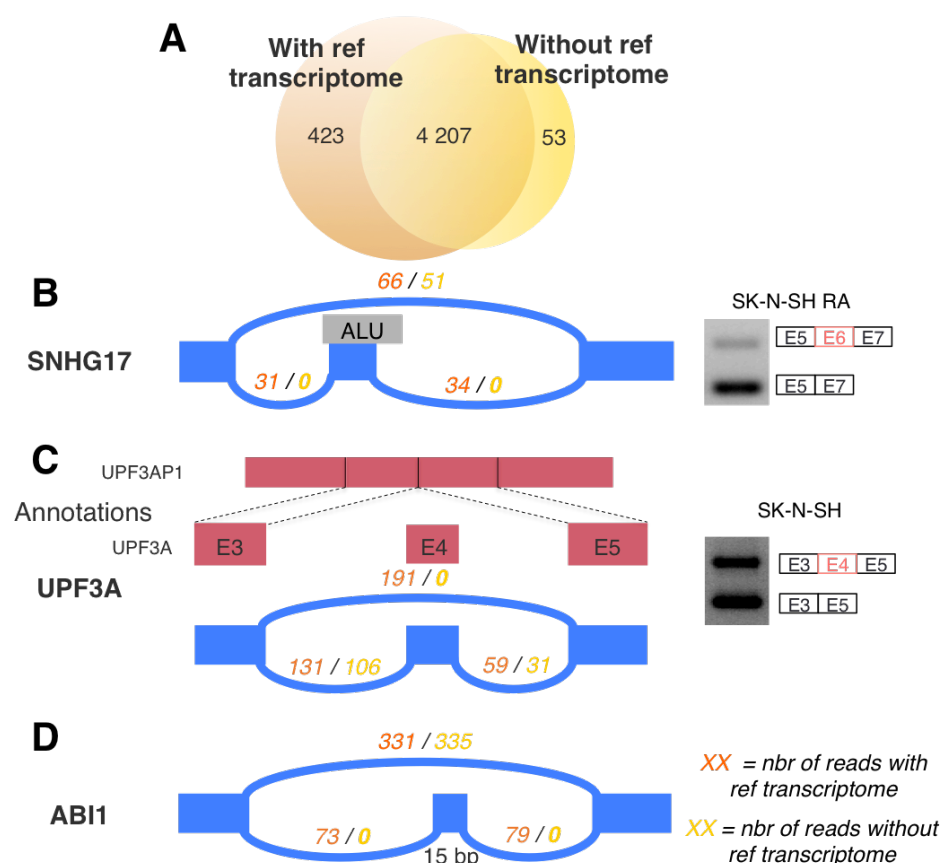 A
With ref
transcriptome
Without ref
transcriptome
423
4 207
53
B
66 / 51
SNHG17
ALU
31 / 0
34 / 0
SK-N-SH RA
E5 E6 E7
E5 E7
C
UPF3AP1
Annotations
UPF3A
E3
E4
E5
UPF3A
191 / 0
131 / 106
59 / 31
SK-N-SH
E3 E4 E5
E3 E5
D
331 / 335
ABI1
73 / 0
79 / 0
15 bp
XX = nbr of reads with
ref transcriptome
XX = nbr of reads without
ref transcriptome